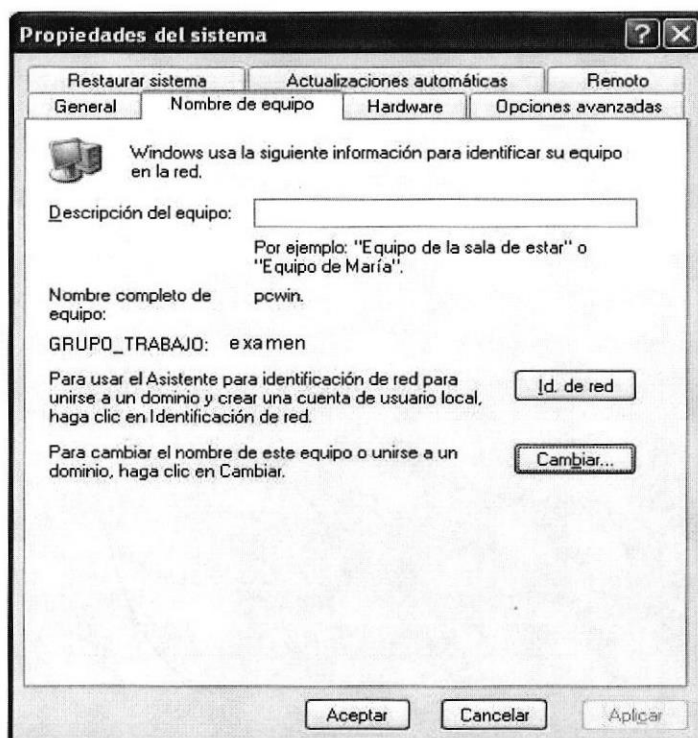 Propiedades del sistema
Restaurar sistema Actualizaciones automáticas Remoto
General Nombre de equipo Hardware Opciones avanzadas
Windows usa la siguiente información para identificar su equipo
en la red.
Descripción del equipo:
Por ejemplo: "Equipo de la sala de estar" o
"Equipo de María".
Nombre completo de
equipo:
pcwin.
GRUPO_TRABAJO: examen
Para usar el Asistente para identificación de red para
unirse a un dominio y crear una cuenta de usuario local,
haga clic en Identificación de red.
Id. de red
Para cambiar el nombre de este equipo o unirse a un
dominio, haga clic en Cambiar.
Cambiar...
Aceptar Cancelar Aplicar